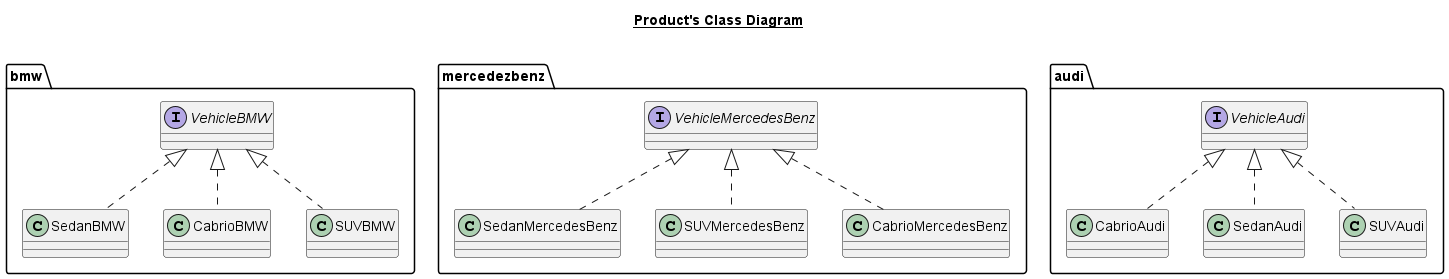 Product's Class Diagram
bmw
mercedezbenz
audi
I VehicleBMW
I VehicleMercedesBenz
I VehicleAudi
C SedanBMW
C CabrioBMW
C SUVBMW
C SedanMercedesBenz
C SUVMercedesBenz
C CabrioMercedesBenz
C CabrioAudi
C SedanAudi
C SUVAudi